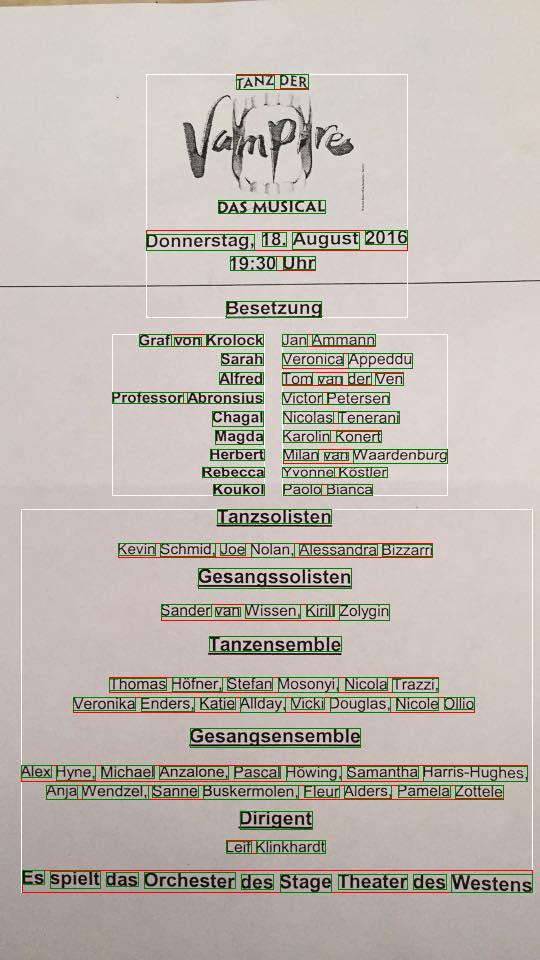 TANZ DER
Vampire
DAS MUSICAL
Donnerstag, 18. August 2016
19:30 Uhr
Besetzung
Graf von Krolock Jan Ammann
Sarah Veronica Appeddu
Alfred Tom van der Ven
Professor Abronsius Victor Petersen
Chagal Nicolas Tenerani
Magda Karolin Konert
Herbert Milan van Waardenburg
Rebecca Yvonne Köstler
Koukol Paolo Bianca
Tanzsolisten
Kevin Schmid, Joe Nolan, Alessandra Bizzarri
Gesangssolisten
Sander van Wissen, Kirill Zolygin
Tanzensemble
Thomas Höfner, Stefan Mosonyi, Nicola Trazzi,
Veronika Enders, Katie Allday, Vicki Douglas, Nicole Ollio
Gesangsensemble
Alex Hyne, Michael Anzalone, Pascal Höwing, Samantha Harris-Hughes,
Anja Wendzel, Sanne Buskermolen, Fleur Alders, Pamela Zottele
Dirigent
Leif Klinkhardt
Es spielt das Orchester des Stage Theater des Westens